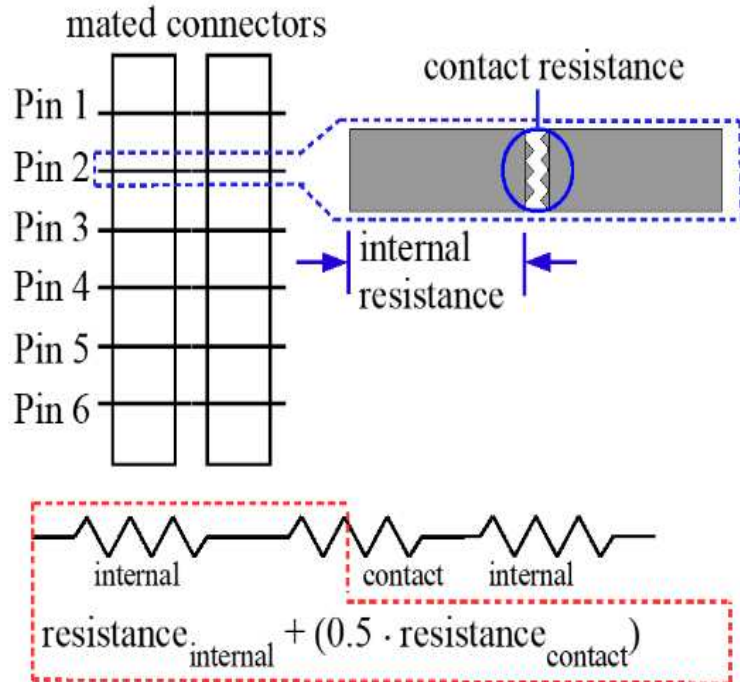 mated connectors
contact resistance
Pin 1
Pin 2
Pin 3
Pin 4
Pin 5
Pin 6
internal
resistance
internal
contact
internal
resistance internal + (0.5 · resistance contact)